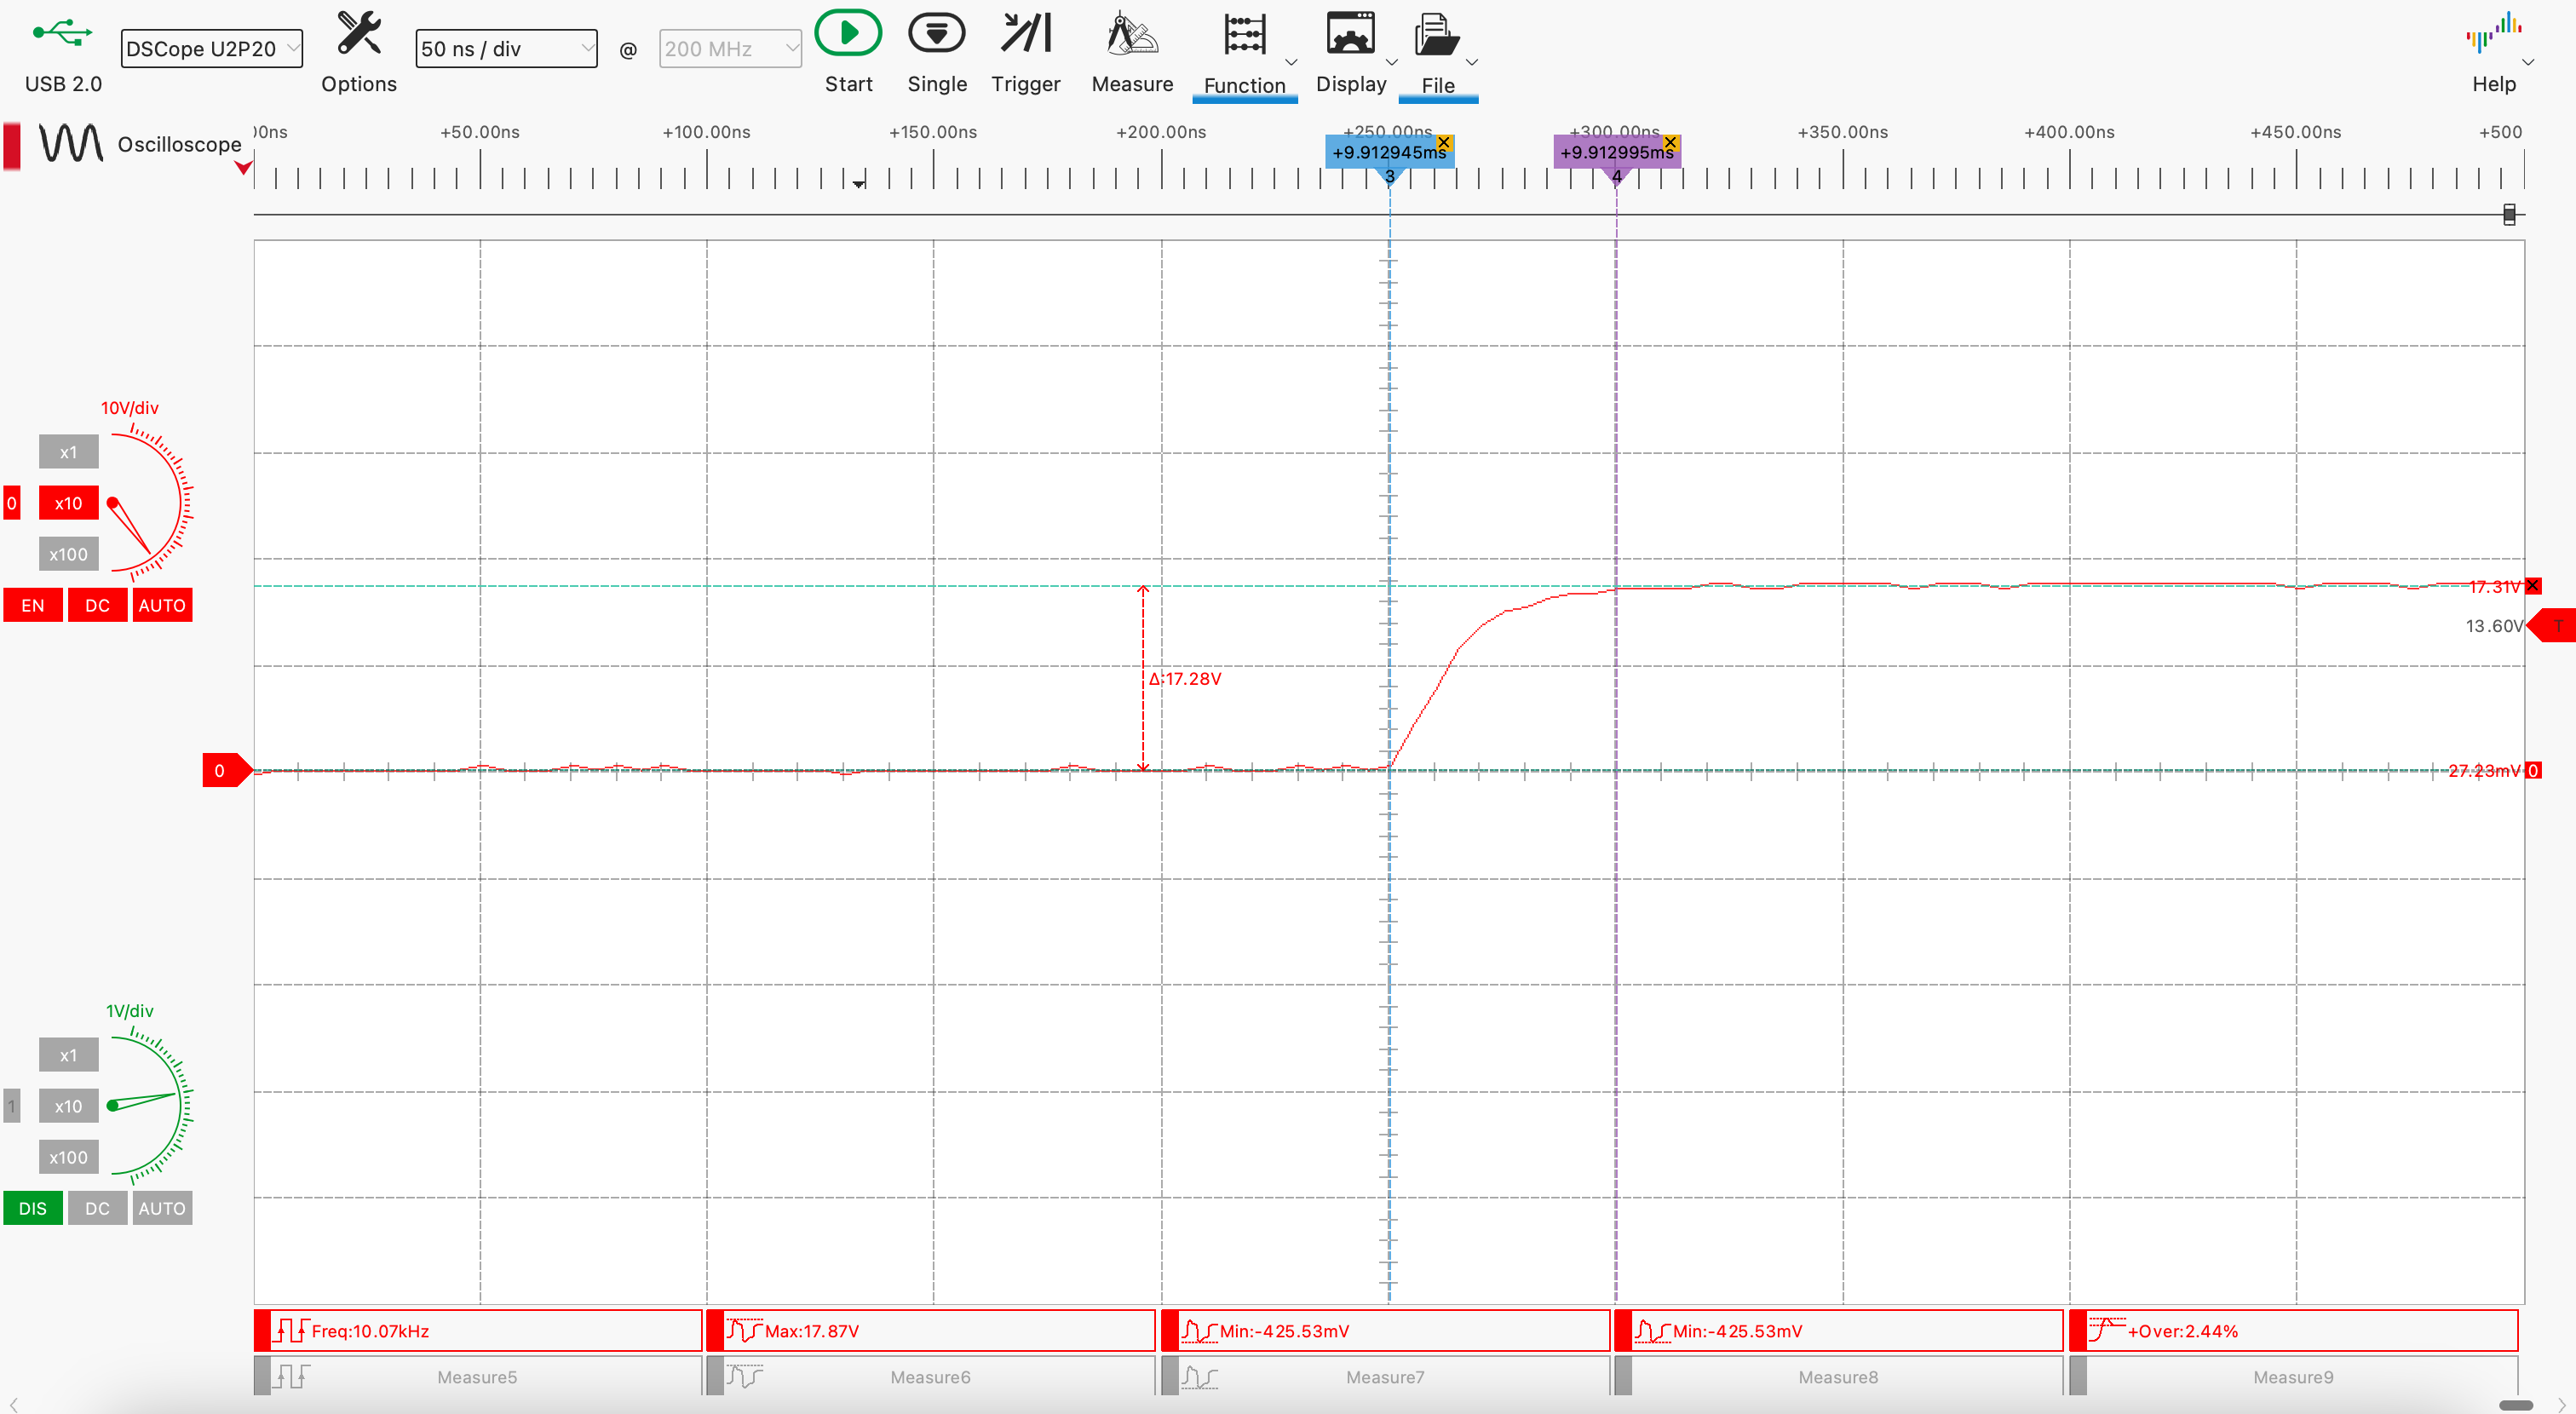 USB 2.0
DSCope U2P20
Options
50 ns / div
@
200 MHz
Start
Single
Trigger
Measure
Function
Display
File
Help
Oscilloscope
00ns
+50.00ns
+100.00ns
+150.00ns
+200.00ns
+250.00ns
+300.00ns
+350.00ns
+400.00ns
+450.00ns
+500
+9.912945ms
3
+9.912995ms
4
10V/div
x1
0
x10
x100
EN
DC
AUTO
17.31V
13.60V
T
Δ:17.28V
0
27.23mV
0
1V/div
x1
1
x10
x100
DIS
DC
AUTO
Freq:10.07kHz
Max:17.87V
Min:-425.53mV
Min:-425.53mV
+Over:2.44%
Measure5
Measure6
Measure7
Measure8
Measure9